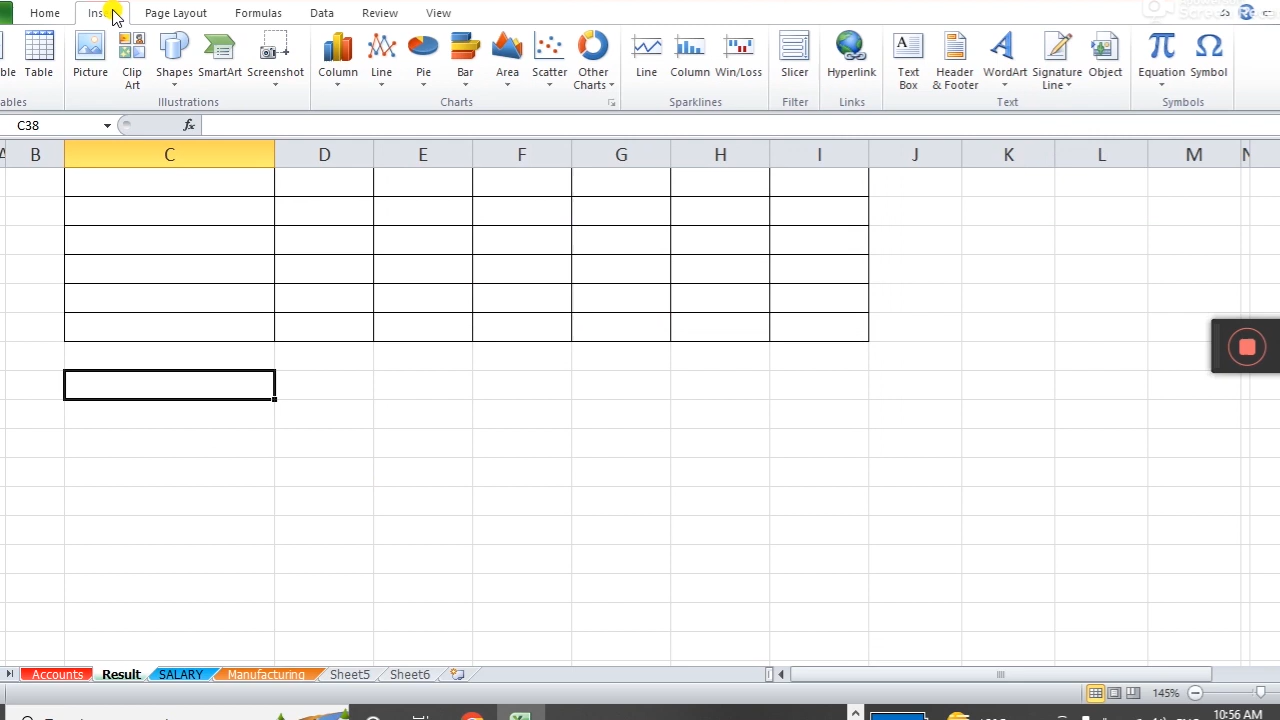 Home Page Layout Formulas Data Review View
Table Picture Clip Art Shapes SmartArt Screenshot Column Line Pie Bar Area Scatter Other Charts Line Column Win/Loss Slicer Hyperlink Text Box Header & Footer WordArt Signature Line Object Equation Symbol
Illustrations Charts Sparklines Filter Links Text Symbols
C38 fx
B C D E F G H I J K L M N
Accounts Result SALARY Manufacturing Sheet5 Sheet6
145%
10:56 AM